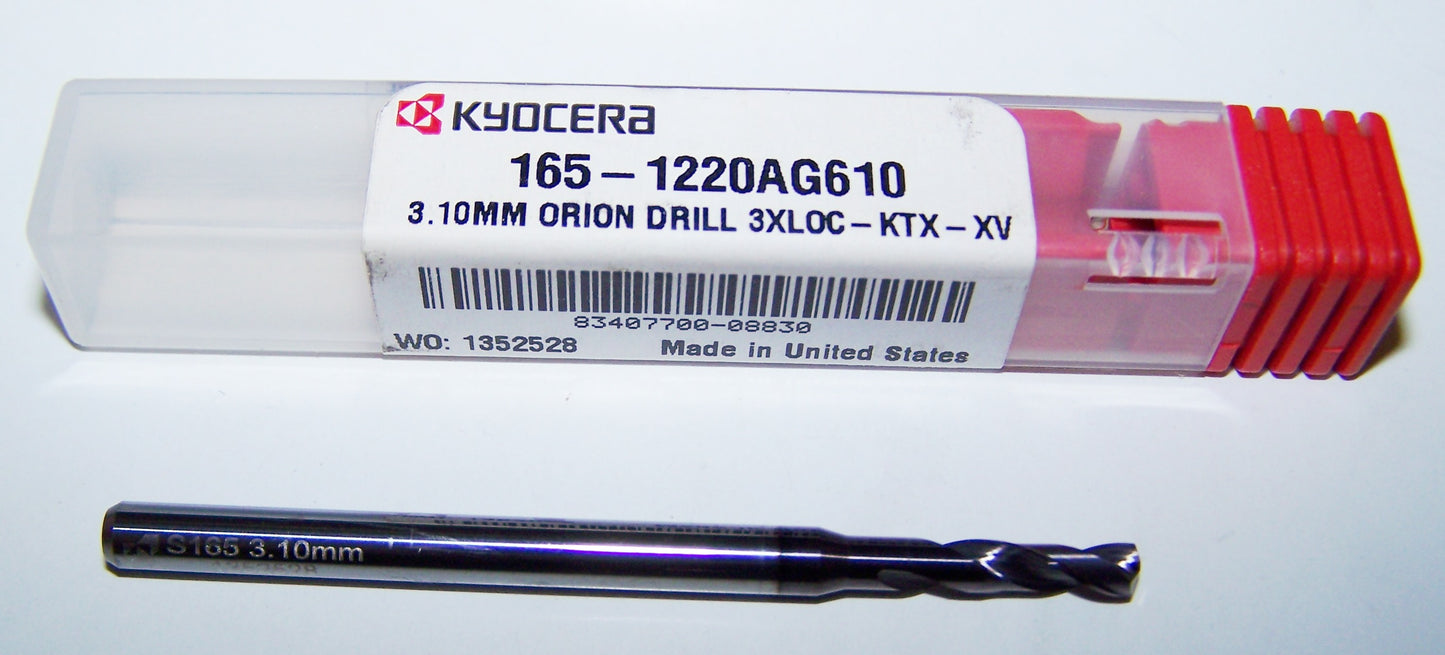 KYOCERA
165-1220AG610
3.10MM ORION DRILL 3XLOC-KTX-XV
83407700-08830
WO: 1352528 Made in United States
S165 3.10mm
1352528